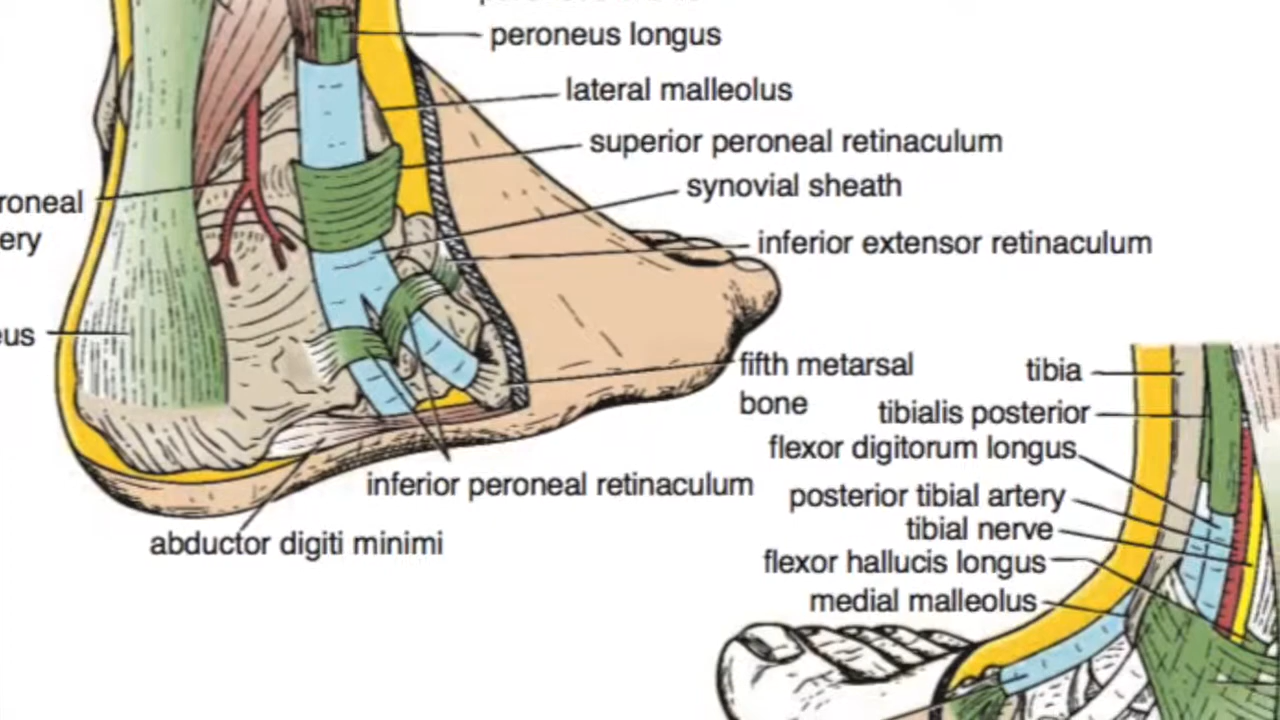 peroneus longus
lateral malleolus
superior peroneal retinaculum
synovial sheath
roneal
ery
inferior extensor retinaculum
eus
fifth metarsal
bone
inferior peroneal retinaculum
abductor digiti minimi
tibia
tibialis posterior
flexor digitorum longus
posterior tibial artery
tibial nerve
flexor hallucis longus
medial malleolus